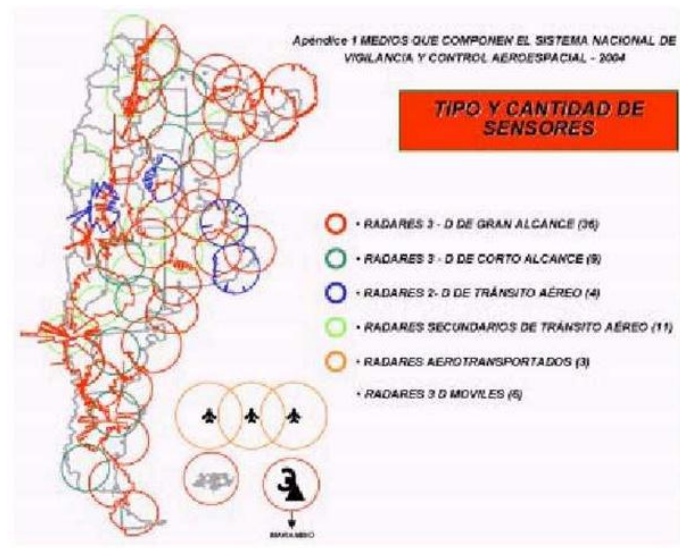 Apéndice 1 MEDIOS QUE COMPONEN EL SISTEMA NACIONAL DE
VIGILANCIA Y CONTROL AEROESPACIAL - 2004
TIPO Y CANTIDAD DE
SENSORES
• RADARES 3 - D DE GRAN ALCANCE (36)
• RADARES 3 - D DE CORTO ALCANCE (9)
• RADARES 2- D DE TRÁNSITO AÉREO (4)
• RADARES SECUNDARIOS DE TRÁNSITO AÉREO (11)
• RADARES AEROTRANSPORTADOS (3)
• RADARES 3 D MOVILES (6)
MARAMBIO